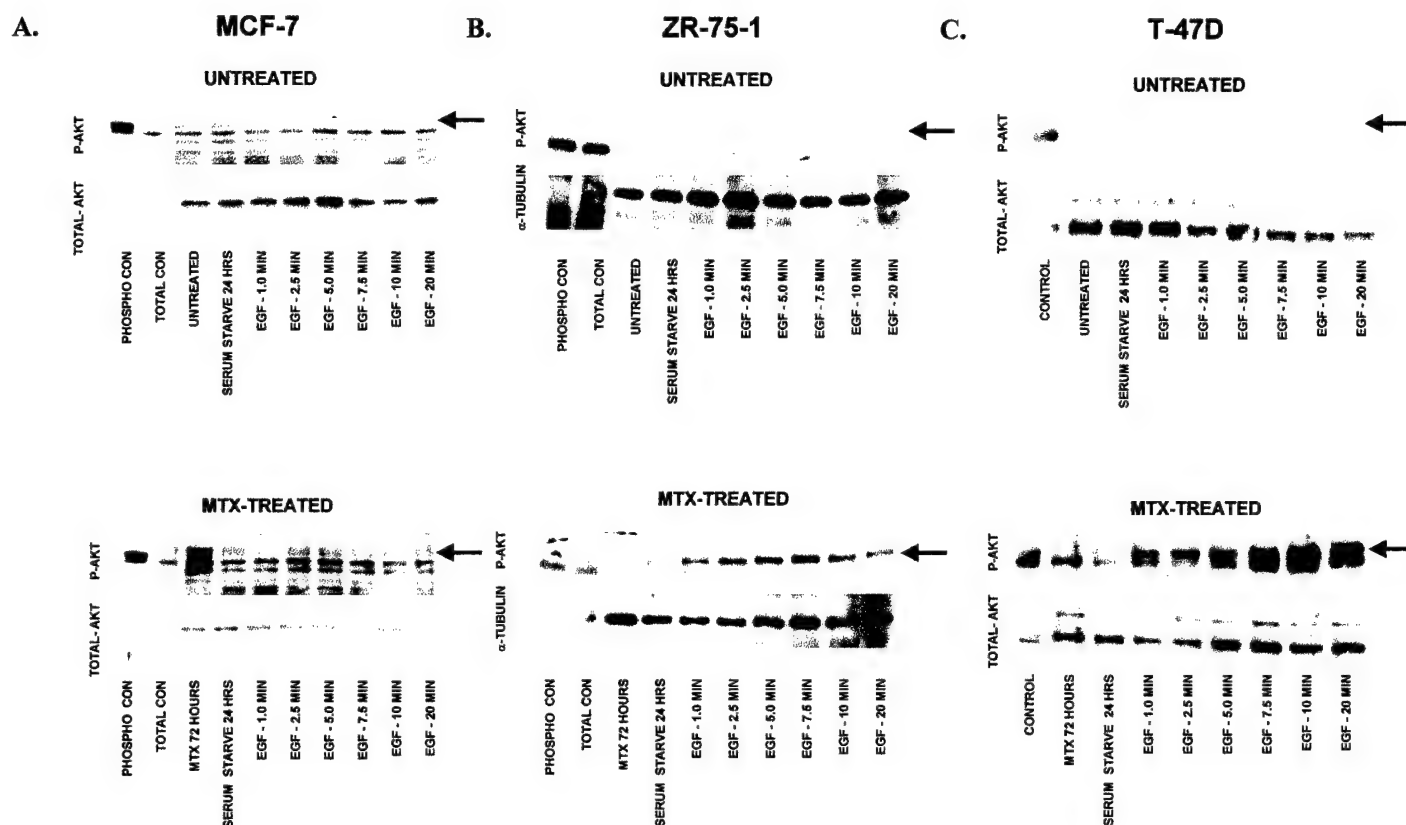 A.
MCF-7
UNTREATED
P-AKT
TOTAL- AKT
PHOSPHO CON
TOTAL CON
UNTREATED
SERUM STARVE 24 HRS
EGF - 1.0 MIN
EGF - 2.5 MIN
EGF - 5.0 MIN
EGF - 7.5 MIN
EGF - 10 MIN
EGF - 20 MIN
MTX-TREATED
P-AKT
TOTAL- AKT
PHOSPHO CON
TOTAL CON
MTX 72 HOURS
SERUM STARVE 24 HRS
EGF - 1.0 MIN
EGF - 2.5 MIN
EGF - 5.0 MIN
EGF - 7.5 MIN
EGF - 10 MIN
EGF - 20 MIN
B.
ZR-75-1
UNTREATED
P-AKT
α-TUBULIN
PHOSPHO CON
TOTAL CON
UNTREATED
SERUM STARVE 24 HRS
EGF - 1.0 MIN
EGF - 2.5 MIN
EGF - 5.0 MIN
EGF - 7.5 MIN
EGF - 10 MIN
EGF - 20 MIN
MTX-TREATED
P-AKT
α-TUBULIN
PHOSPHO CON
TOTAL CON
MTX 72 HOURS
SERUM STARVE 24 HRS
EGF - 1.0 MIN
EGF - 2.5 MIN
EGF - 5.0 MIN
EGF - 7.5 MIN
EGF - 10 MIN
EGF - 20 MIN
C.
T-47D
UNTREATED
P-AKT
TOTAL- AKT
CONTROL
UNTREATED
SERUM STARVE 24 HRS
EGF - 1.0 MIN
EGF - 2.5 MIN
EGF - 5.0 MIN
EGF - 7.5 MIN
EGF - 10 MIN
EGF - 20 MIN
MTX-TREATED
P-AKT
TOTAL- AKT
CONTROL
MTX 72 HOURS
SERUM STARVE 24 HRS
EGF - 1.0 MIN
EGF - 2.5 MIN
EGF - 5.0 MIN
EGF - 7.5 MIN
EGF - 10 MIN
EGF - 20 MIN